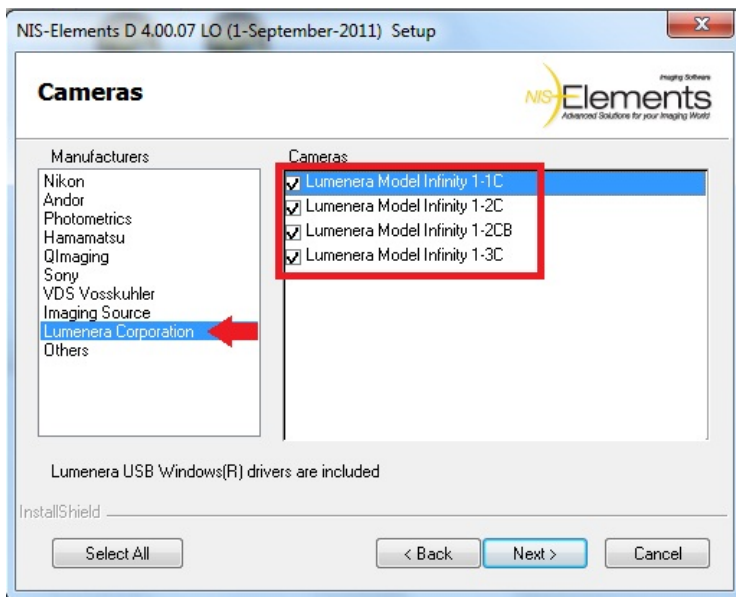 NIS-Elements D 4.00.07 LO (1-September-2011) Setup
Cameras
Imaging Software
NIS Elements
Advanced Solutions for your Imaging World
Manufacturers
Nikon
Andor
Photometrics
Hamamatsu
QImaging
Sony
VDS Vosskuhler
Imaging Source
Lumenera Corporation
Others
Cameras
Lumenera Model Infinity 1-1C
Lumenera Model Infinity 1-2C
Lumenera Model Infinity 1-2CB
Lumenera Model Infinity 1-3C
Lumenera USB Windows(R) drivers are included
InstallShield
Select All
< Back
Next >
Cancel